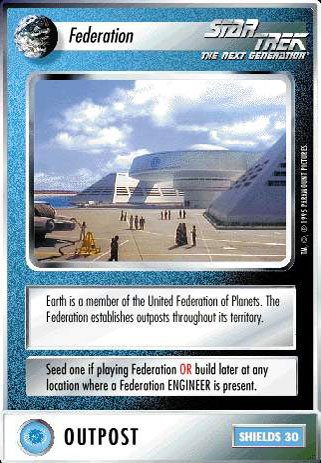 Federation
STAR TREK
THE NEXT GENERATION
TM © © 1995 PARAMOUNT PICTURES
Earth is a member of the United Federation of Planets. The
Federation establishes outposts throughout its territory.
Seed one if playing Federation OR build later at any
location where a Federation ENGINEER is present.
OUTPOST
SHIELDS 30